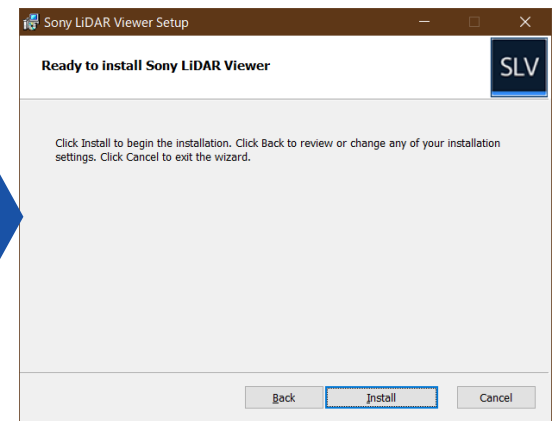 Sony LiDAR Viewer Setup
Ready to install Sony LiDAR Viewer
SLV
Click Install to begin the installation. Click Back to review or change any of your installation
settings. Click Cancel to exit the wizard.
Back Install Cancel